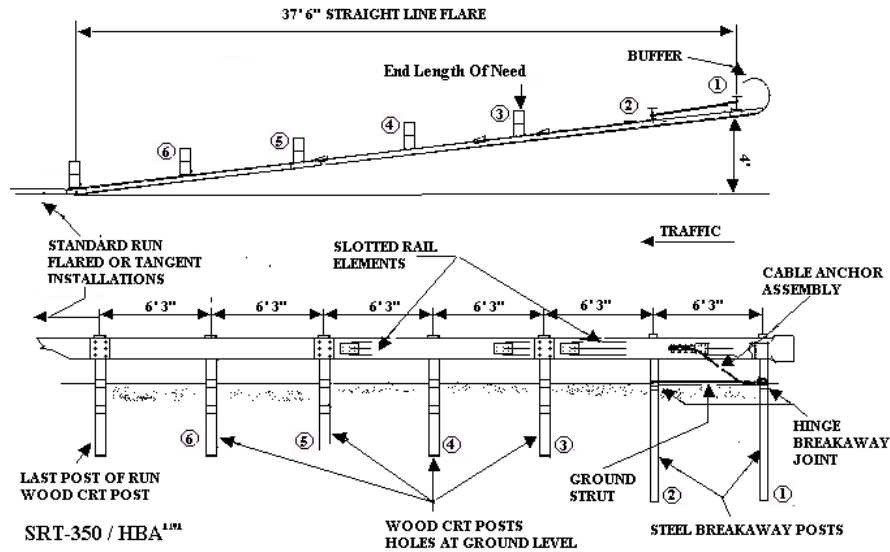 37' 6" STRAIGHT LINE FLARE
BUFFER
End Length Of Need
1
2
3
4
5
6
4'
STANDARD RUN
FLARED OR TANGENT
INSTALLATIONS
SLOTTED RAIL
ELEMENTS
TRAFFIC
CABLE ANCHOR
ASSEMBLY
6' 3" 6' 3" 6' 3" 6' 3" 6' 3" 6' 3"
HINGE
BREAKAWAY
JOINT
6 5 4 3
GROUND
STRUT
2 1
LAST POST OF RUN
WOOD CRT POST
WOOD CRT POSTS
HOLES AT GROUND LEVEL
STEEL BREAKAWAY POSTS
SRT-350 / HBA